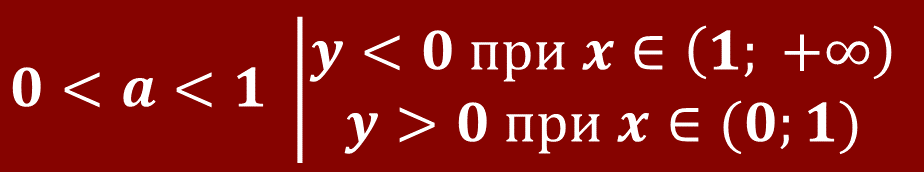 0 < a < 1
y < 0 при x ∈ (1; +∞)
y > 0 при x ∈ (0; 1)